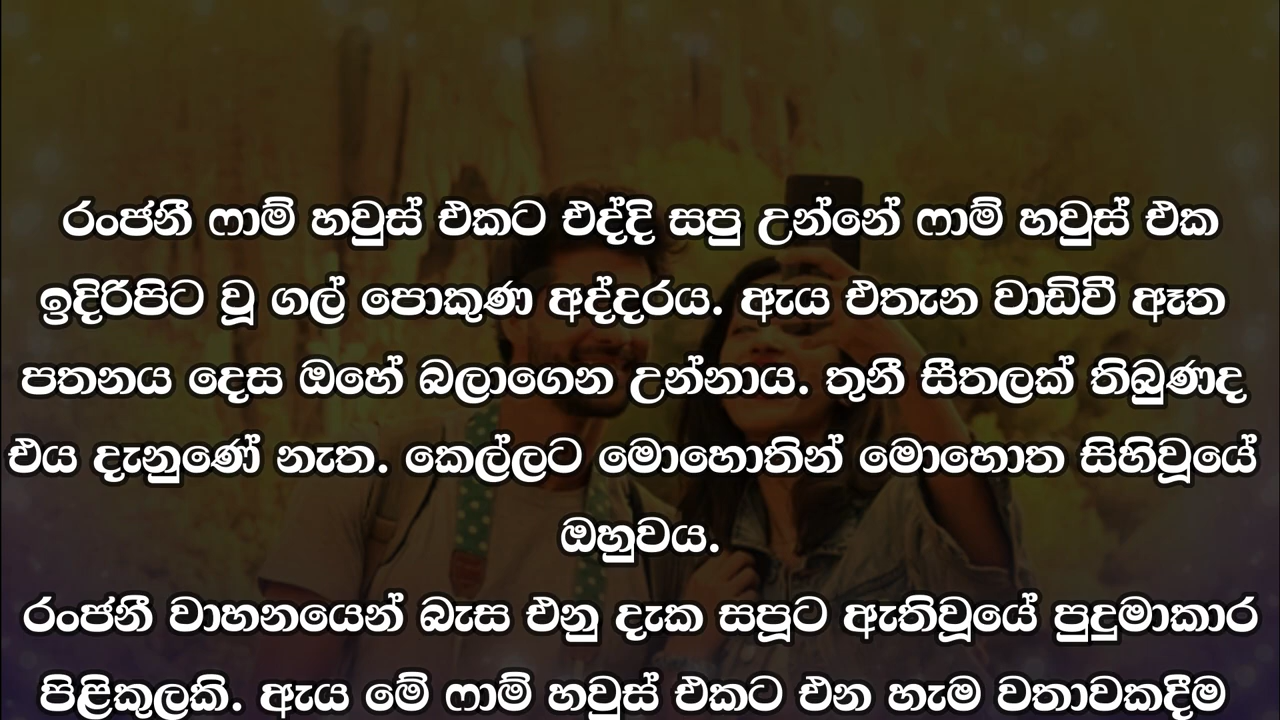 රංජනී ෆාම් හවුස් එකට එද්දි සපු උන්නේ ෆාම් හවුස් එක
ඉදිරිපිට වූ ගල් පොකුණ අද්දරය. ඇය එතැන වාඩිවී ඈත
පතනය දෙස ඔහේ බලාගෙන උන්නාය. තුනී සීතලක් තිබුණද
එය දැනුණේ නැත. කෙල්ලට මොහොතින් මොහොත සිහිවූයේ
ඔහුවය.
රංජනී වාහනයෙන් බැස එනු දැක සපූට ඇතිවූයේ පුදුමාකාර
පිළිකුලකි. ඇය මේ ෆාම් හවුස් එකට එන හැම වතාවකදීම